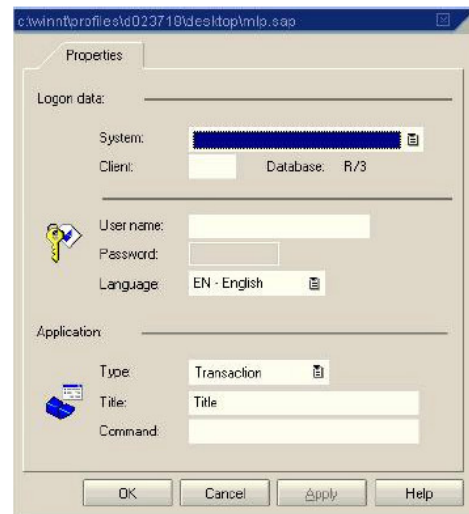 c:\winnt\profiles\d023718\desktop\mlp.sap
Properties
Logon data:
System:
Client: Database: R/3
User name:
Password:
Language: EN - English
Application
Type: Transaction
Title: Title
Command:
OK Cancel Apply Help